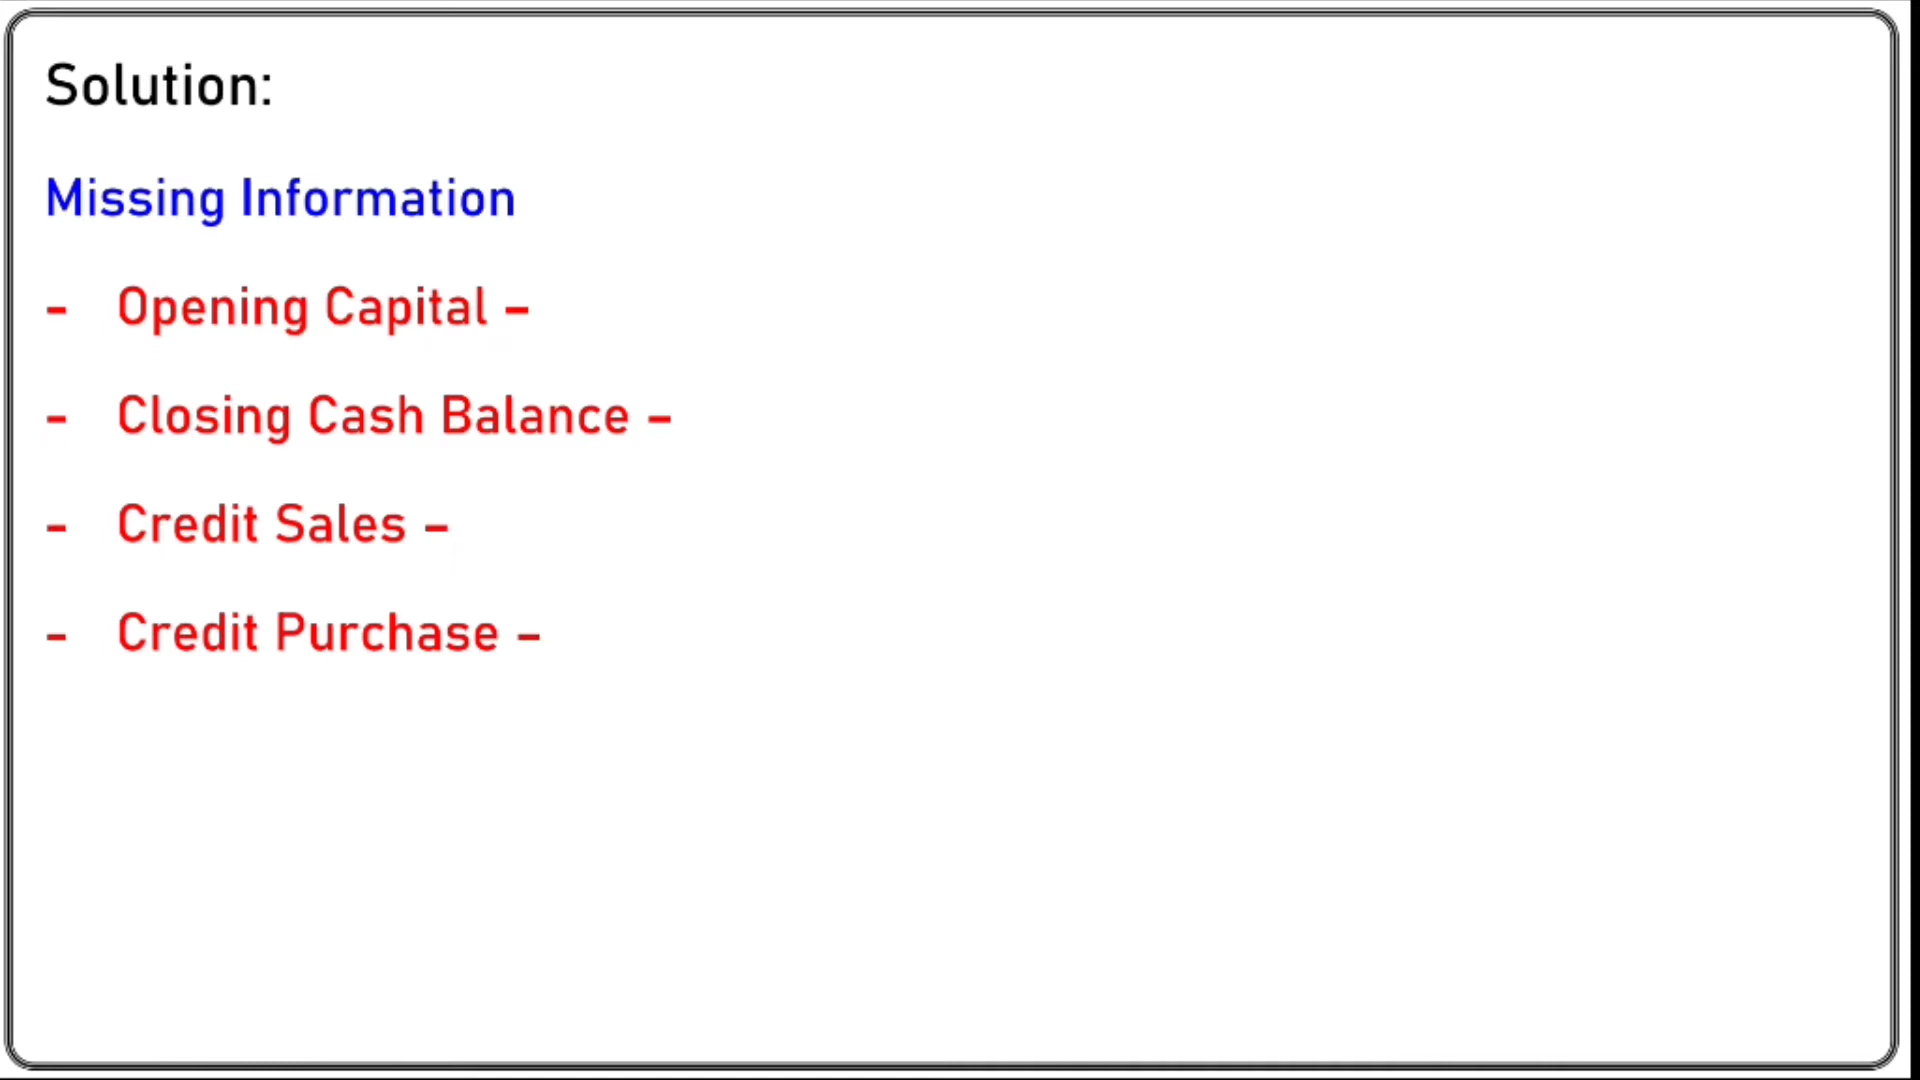 Solution:
Missing Information
- Opening Capital –
- Closing Cash Balance –
- Credit Sales –
- Credit Purchase –